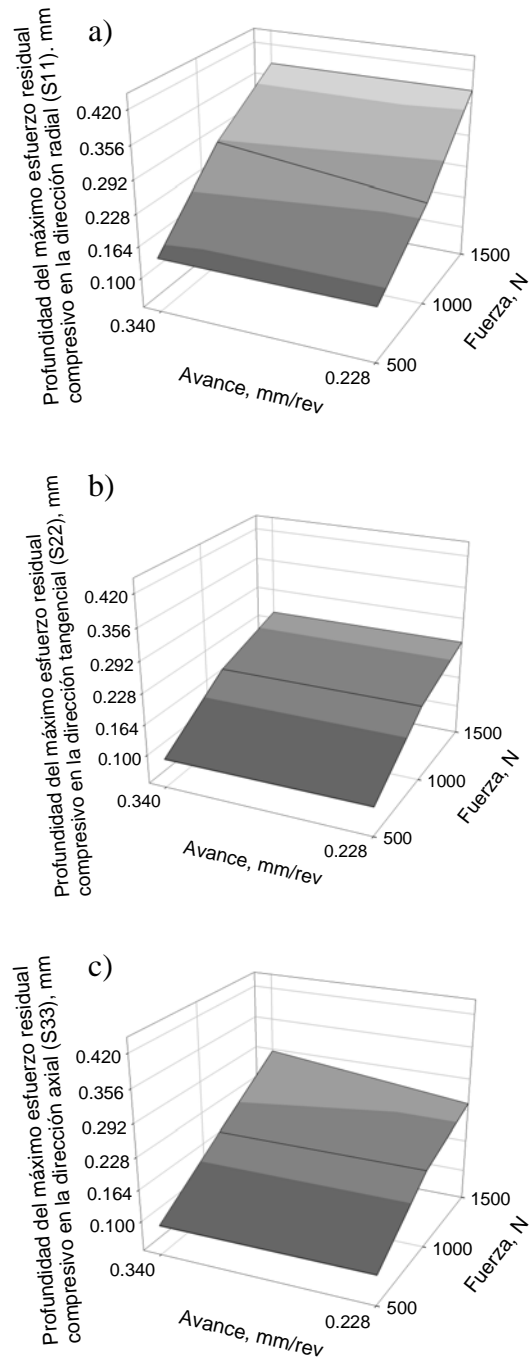 a)
Profundidad del máximo esfuerzo residual
compresivo en la dirección radial (S11). mm
0.420
0.356
0.292
0.228
0.164
0.100
0.340
Avance, mm/rev
0.228
500
1000
1500
Fuerza, N
b)
Profundidad del máximo esfuerzo residual
compresivo en la dirección tangencial (S22), mm
0.420
0.356
0.292
0.228
0.164
0.100
0.340
Avance, mm/rev
0.228
500
1000
1500
Fuerza, N
c)
Profundidad del máximo esfuerzo residual
compresivo en la dirección axial (S33), mm
0.420
0.356
0.292
0.228
0.164
0.100
0.340
Avance, mm/rev
0.228
500
1000
1500
Fuerza, N